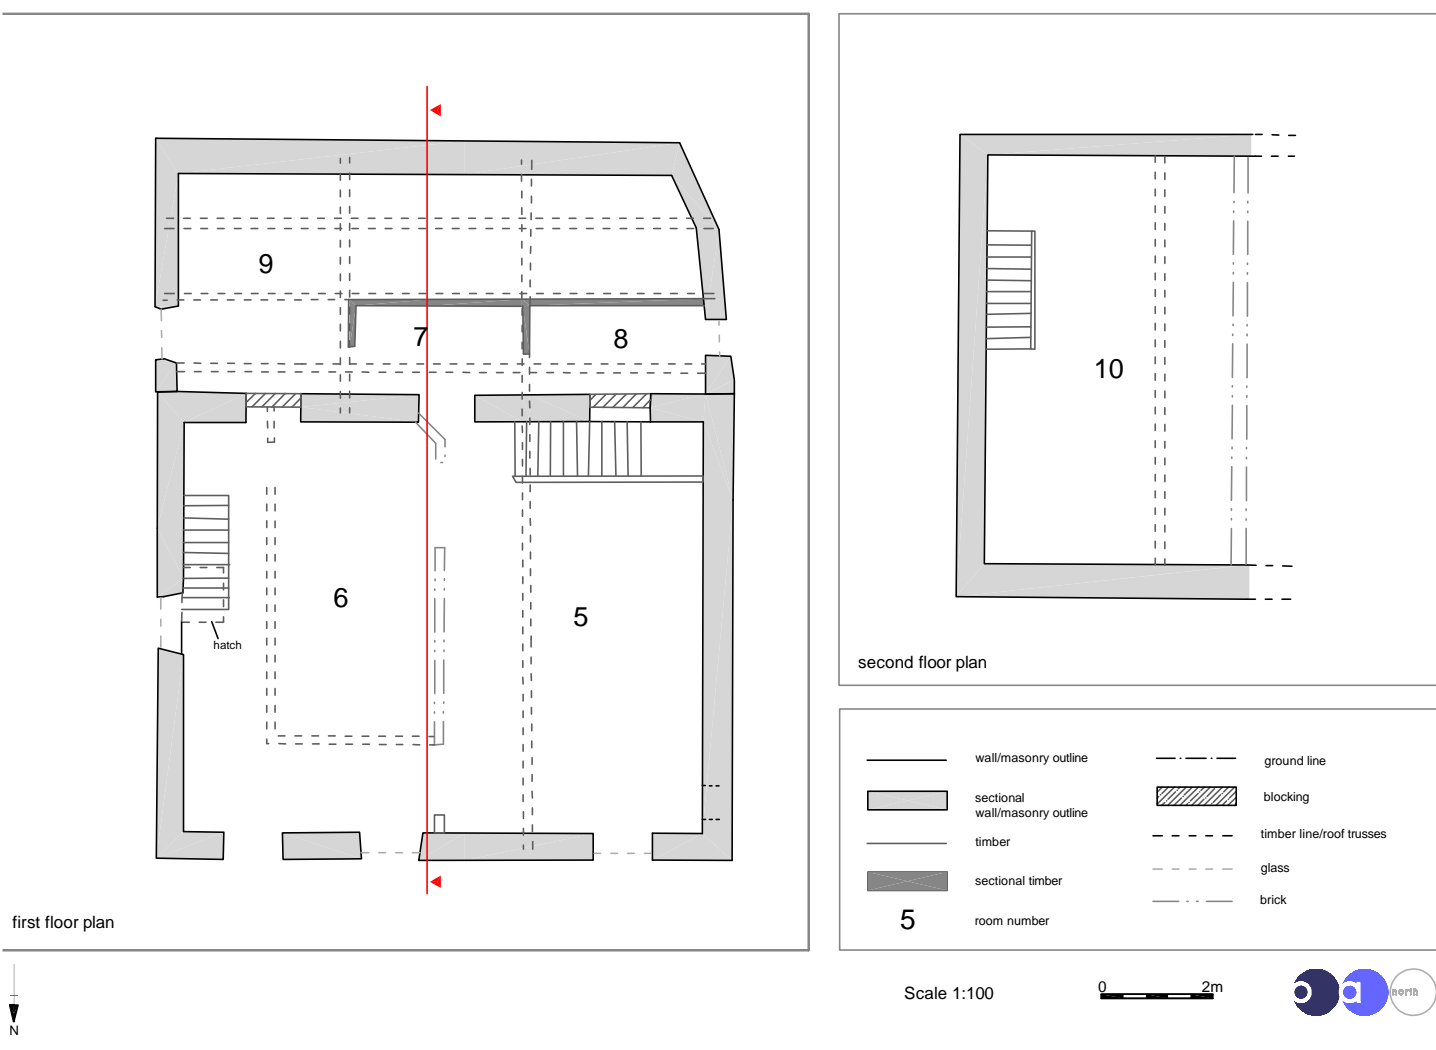 9
7
8
10
6
5
hatch
second floor plan
first floor plan
wall/masonry outline
sectional
wall/masonry outline
timber
sectional timber
5
room number
ground line
blocking
timber line/roof trusses
glass
brick
Scale 1:100
0
2m
o a north
N